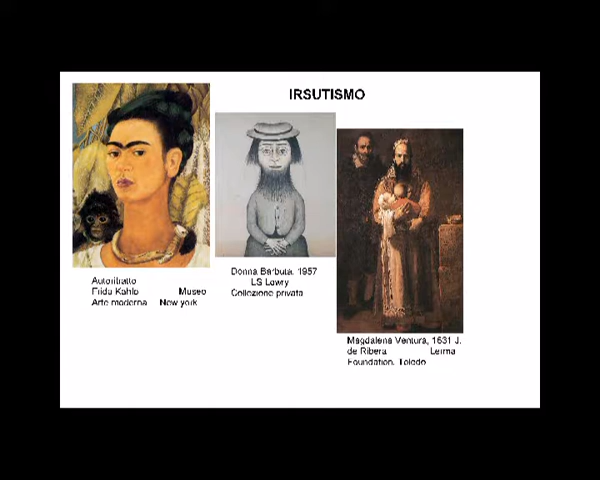 IRSUTISMO
Autoritratto
Frida Kahlo Museo
Arte moderna New york
Donna Barbuta, 1957
LS Lowry
Collezione privata
Magdalena Ventura, 1631 J.
de Ribera Lerma
Foundation, Toledo